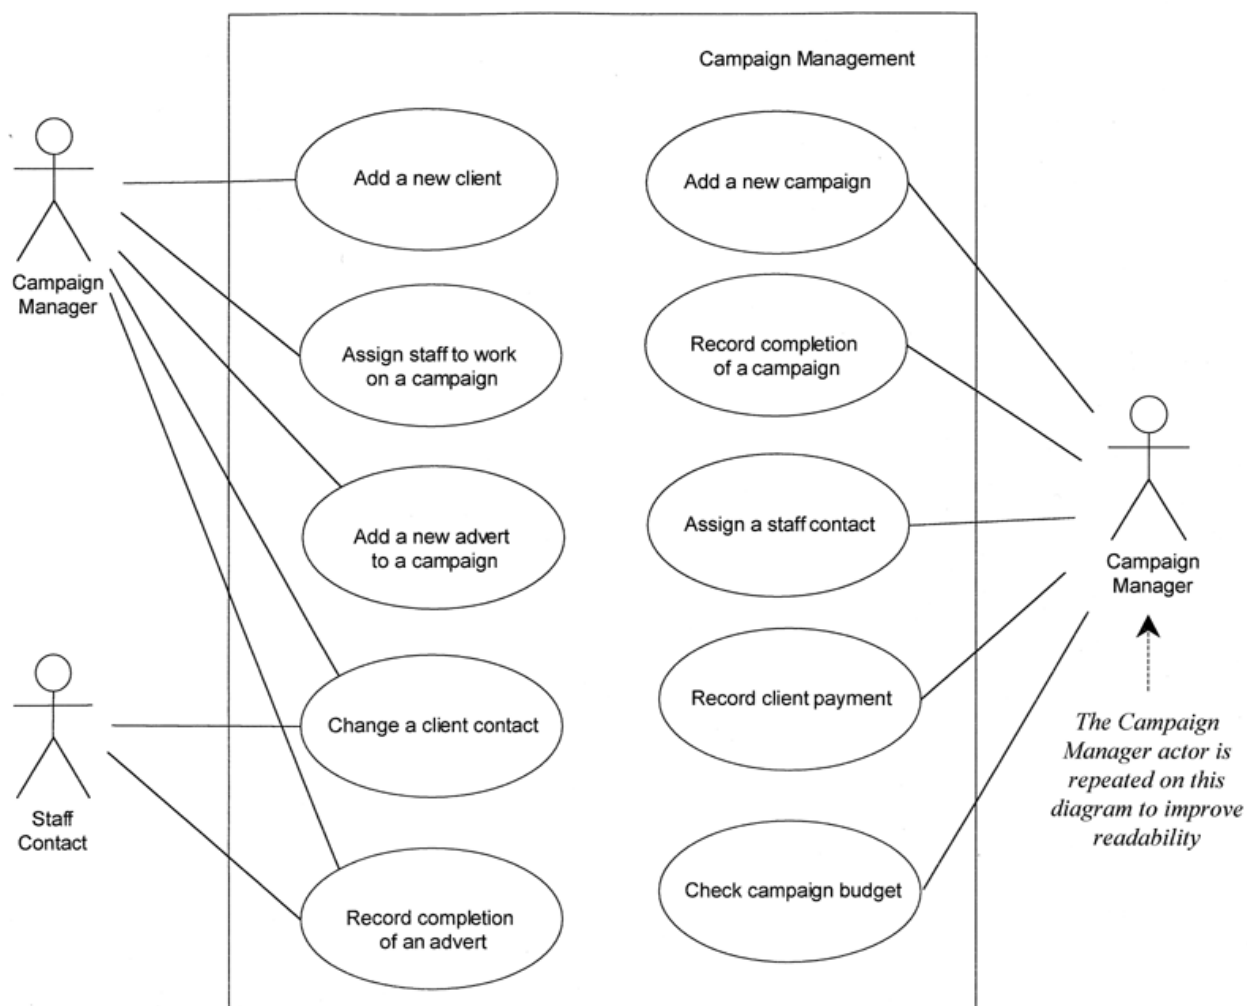 Campaign Management
Add a new client
Add a new campaign
Campaign
Manager
Assign staff to work
on a campaign
Record completion
of a campaign
Add a new advert
to a campaign
Assign a staff contact
Campaign
Manager
Change a client contact
Record client payment
The Campaign
Manager actor is
repeated on this
diagram to improve
readability
Staff
Contact
Record completion
of an advert
Check campaign budget